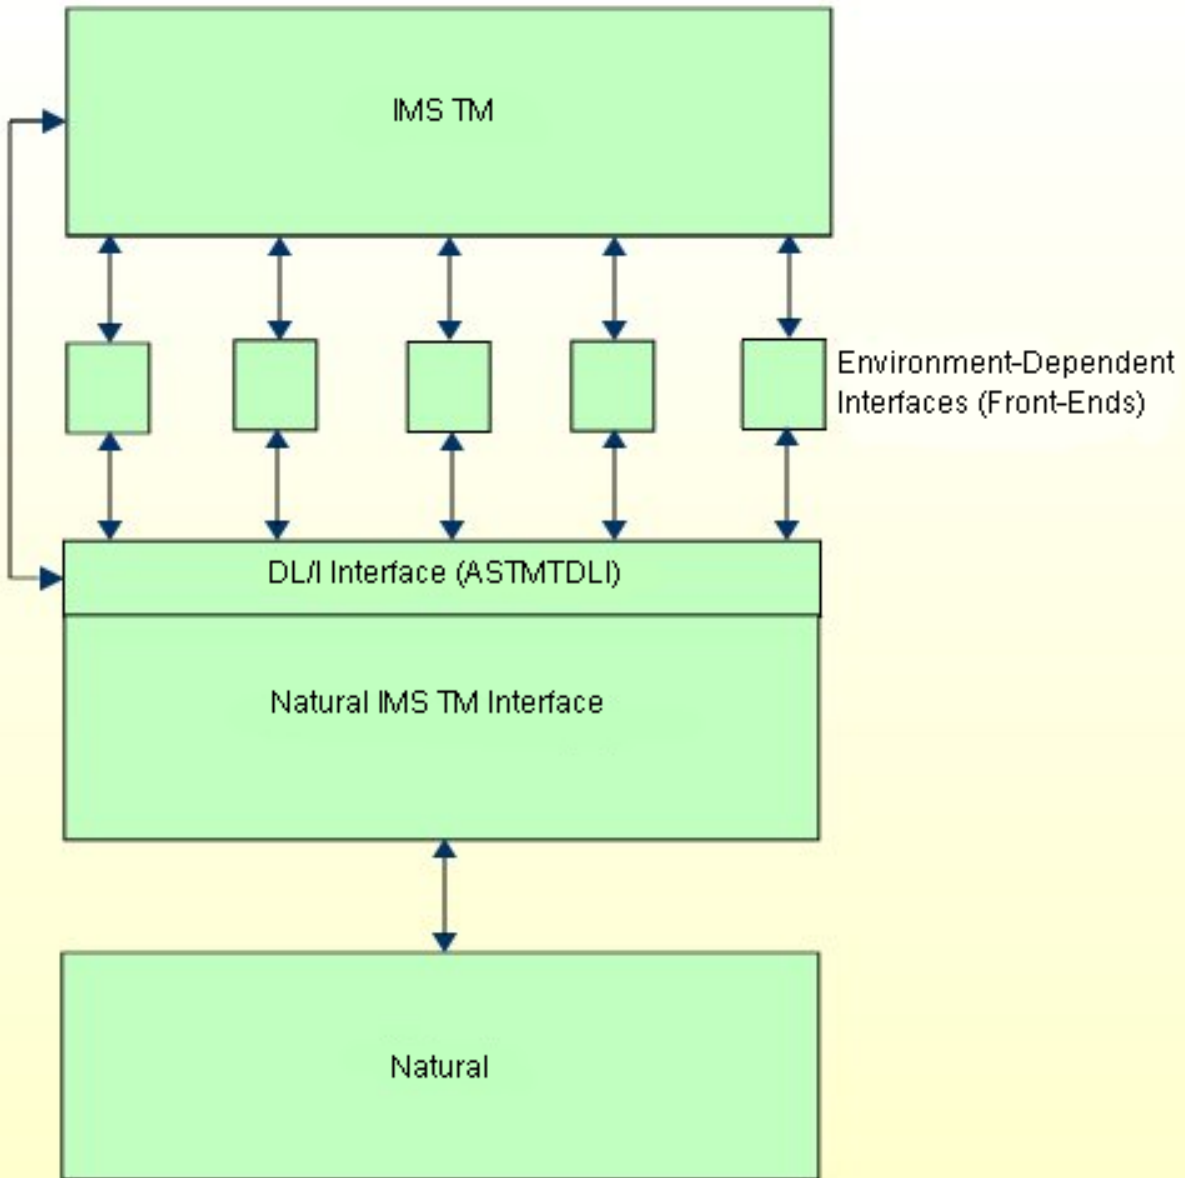 IMS TM
Environment-Dependent
Interfaces (Front-Ends)
DL/I Interface (ASTMTDLI)
Natural IMS TM Interface
Natural